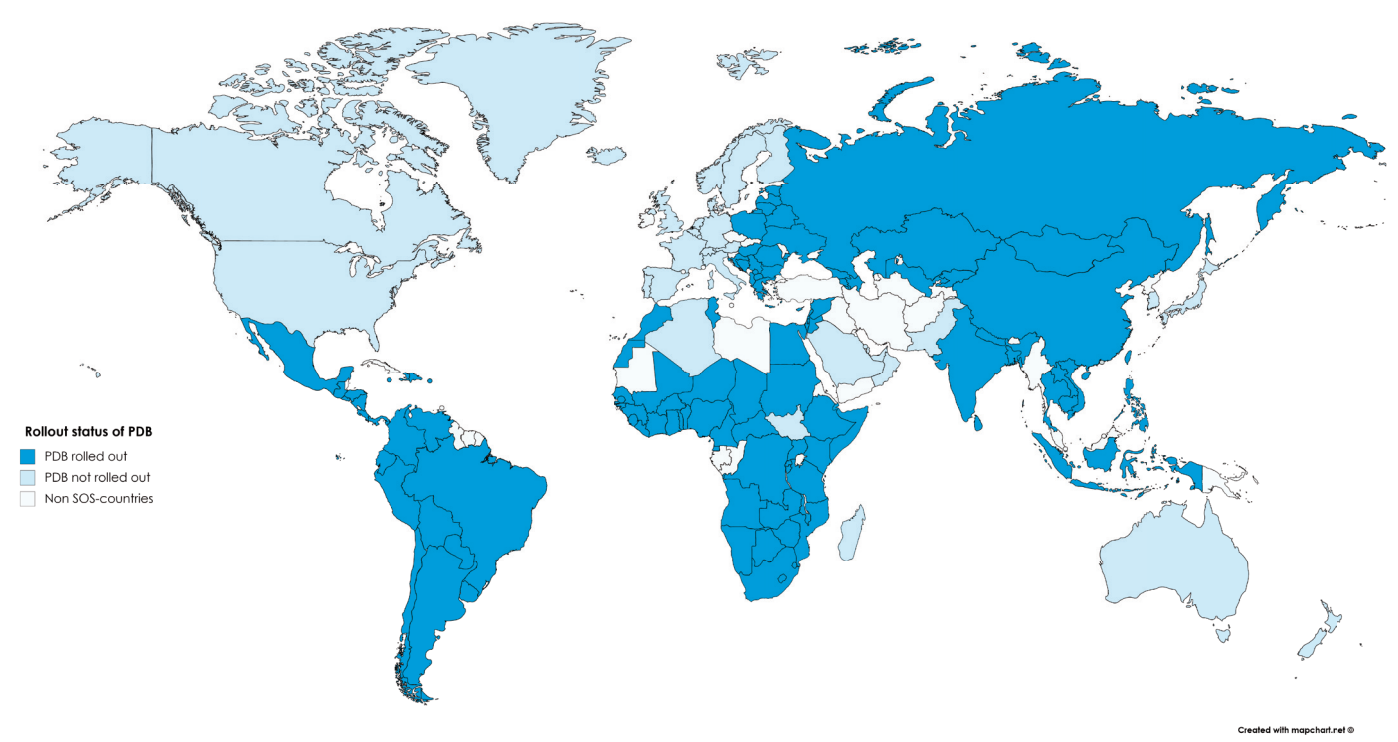 Rollout status of PDB
PDB rolled out
PDB not rolled out
Non SOS-countries
Created with mapchart.net ©